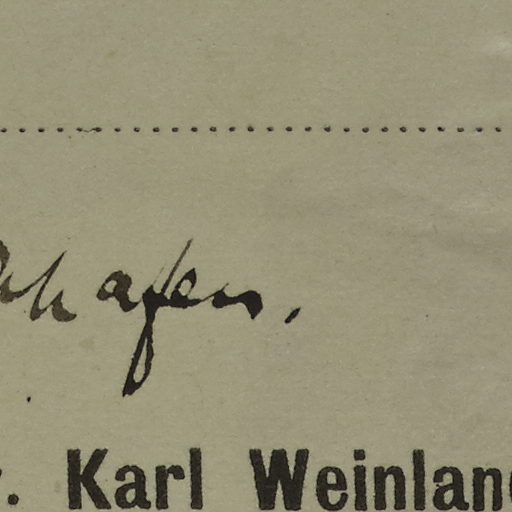 hafen.
. Karl Weinlan